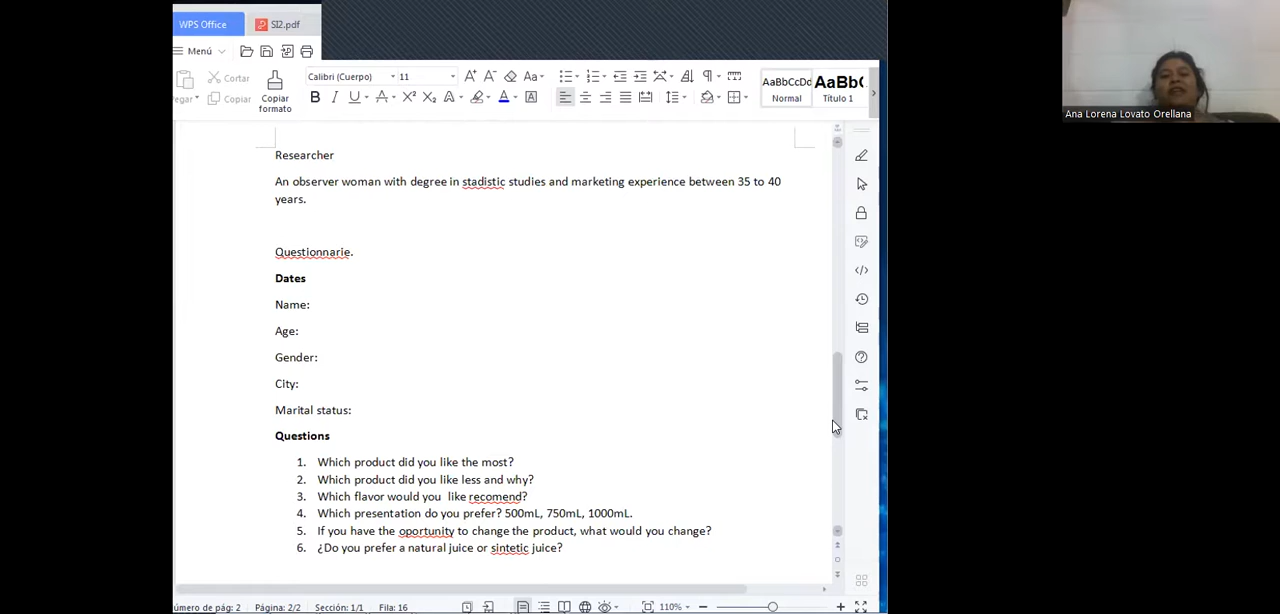 WPS Office
SI2.pdf
Menú
Cortar
Copiar
Copiar
formato
Calibri (Cuerpo)
11
AaBbCcDd
Normal
AaBb(
Título 1
Ana Lorena Lovato Orellana
Researcher
An observer woman with degree in stadistic studies and marketing experience between 35 to 40
years.
Questionnarie.
Dates
Name:
Age:
Gender:
City:
Marital status:
Questions
1. Which product did you like the most?
2. Which product did you like less and why?
3. Which flavor would you  like recomend?
4. Which presentation do you prefer? 500mL, 750mL, 1000mL.
5. If you have the oportunity to change the product, what would you change?
6. ¿Do you prefer a natural juice or sintetic juice?
úmero de pág: 2 Página: 2/2 Sección: 1/1 Fila: 16 110%